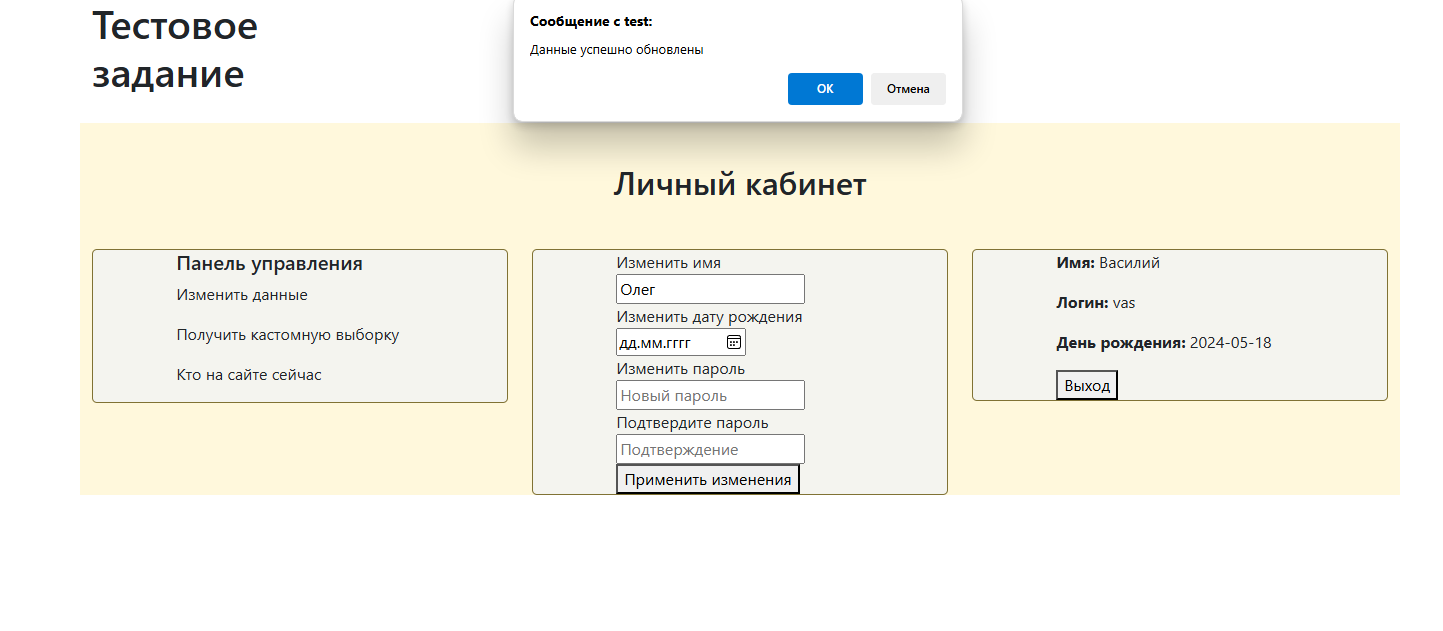 Тестовое
задание
Сообщение с test:
Данные успешно обновлены
ОК
Отмена
Личный кабинет
Панель управления
Изменить данные
Получить кастомную выборку
Кто на сайте сейчас
Изменить имя
Олег
Изменить дату рождения
дд.мм.гггг
Изменить пароль
Новый пароль
Подтвердите пароль
Подтверждение
Применить изменения
Имя: Василий
Логин: vas
День рождения: 2024-05-18
Выход